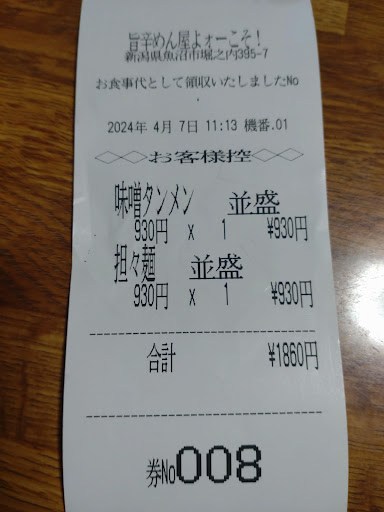 旨辛めん屋よォーこそ!
新潟県魚沼市堀之内395-7
お食事代として領収いたしましたNo
2024年 4月 7日 11:13 機番.01
お客様控
味噌タンメン 並盛
930円 x 1 ¥930円
担々麺 並盛
930円 x 1 ¥930円
合計 ¥1860円
券No008